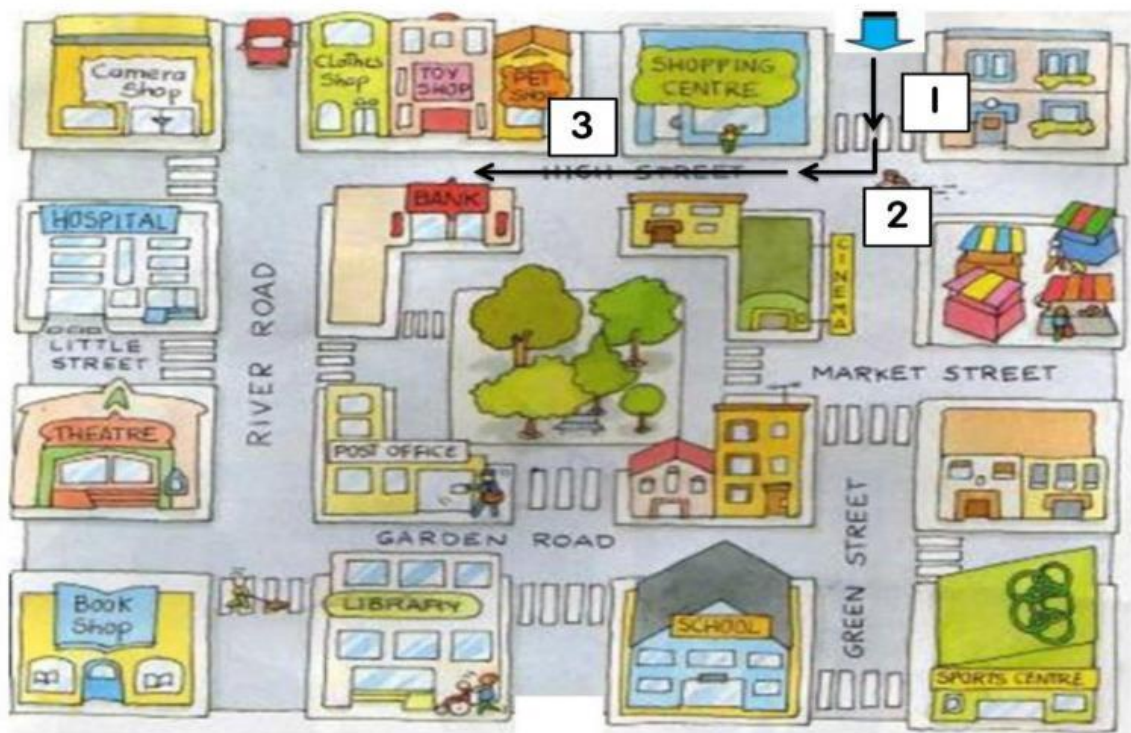 Camera
Shop
CLOTHES
Shop
TOY
SHOP
PET
SHOP
SHOPPING
CENTRE
1
3
HIGH STREET
2
HOSPITAL
BANK
CINEMA
LITTLE
STREET
RIVER ROAD
MARKET STREET
THEATRE
POST OFFICE
GARDEN ROAD
GREEN STREET
Book
Shop
LIBRARY
SCHOOL
SPORTS CENTRE